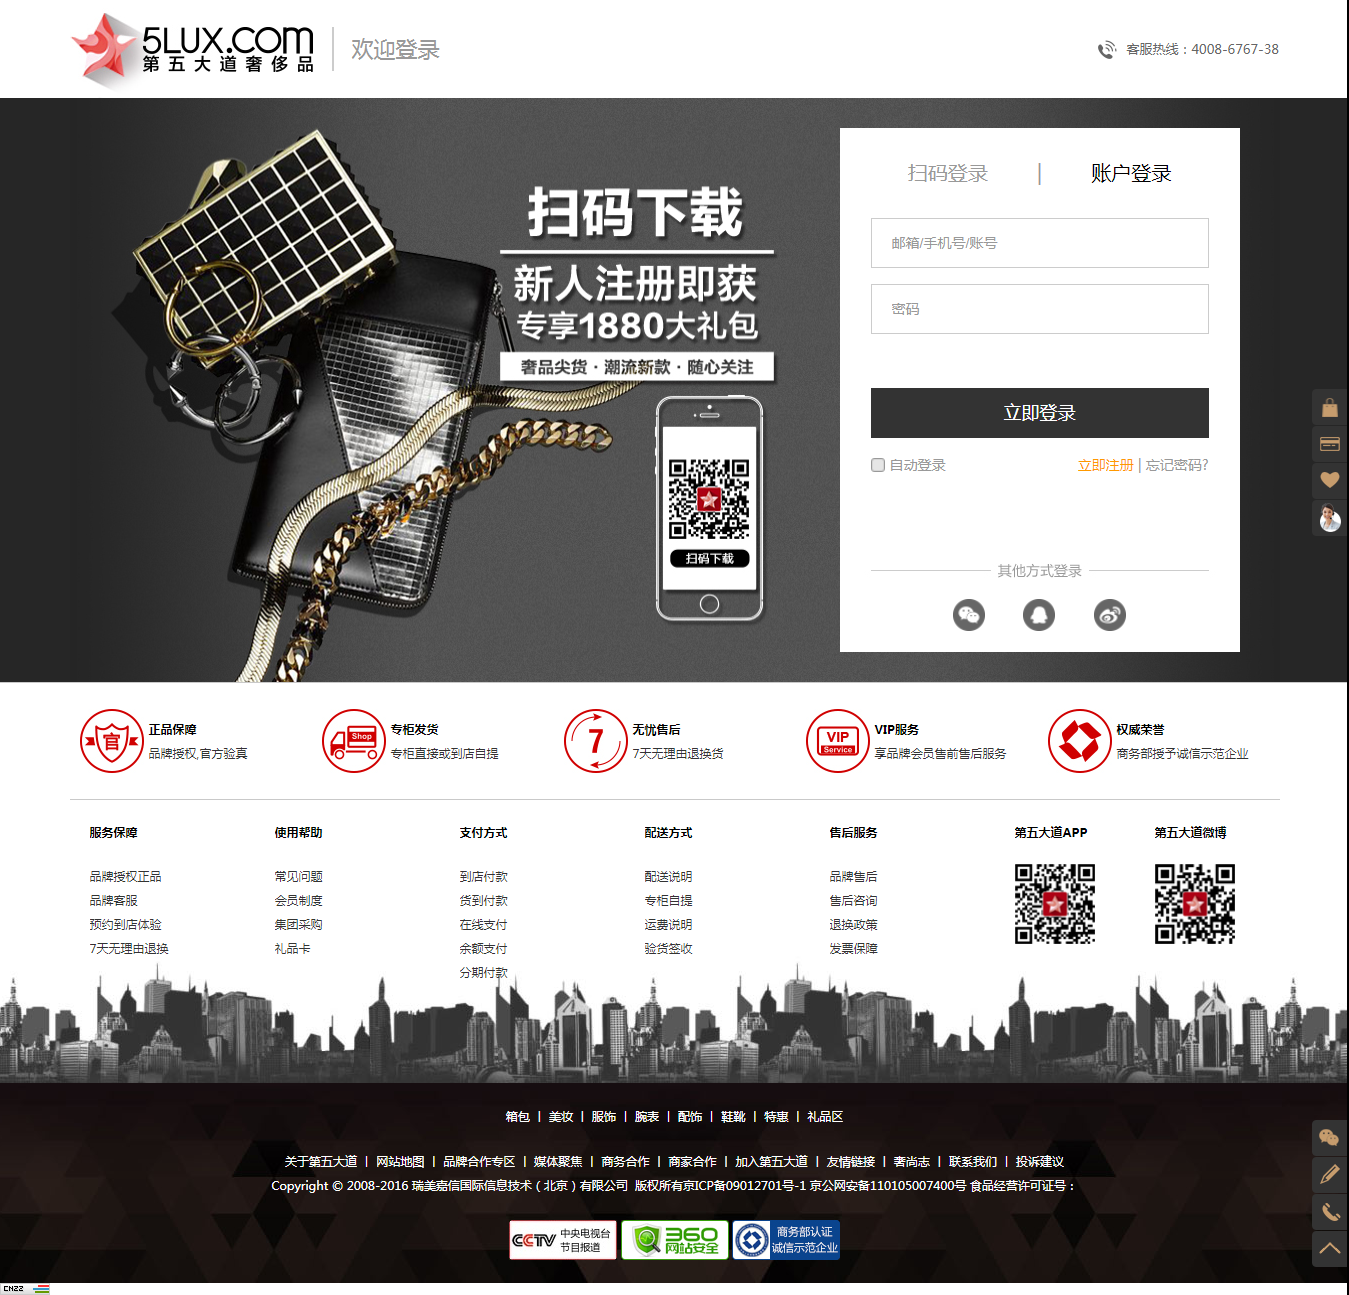 5LUX.COM
第五大道奢侈品
欢迎登录
客服热线：4008-6767-38
扫码登录 | 账户登录
邮箱/手机号/账号
密码
立即登录
自动登录 立即注册 | 忘记密码?
其他方式登录
扫码下载
新人注册即获
专享1880大礼包
奢品尖货 · 潮流新款 · 随心关注
扫码下载
官
正品保障
品牌授权,官方验真
Shop
专柜发货
专柜直接或到店自提
7
无忧售后
7天无理由退换货
VIP
Service
VIP服务
享品牌会员售前售后服务
权威荣誉
商务部授予诚信示范企业
服务保障
品牌授权正品
品牌客服
预约到店体验
7天无理由退换
使用帮助
常见问题
会员制度
集团采购
礼品卡
支付方式
到店付款
货到付款
在线支付
余额支付
分期付款
配送方式
配送说明
专柜自提
运费说明
验货签收
售后服务
品牌售后
售后咨询
退换政策
发票保障
第五大道APP
第五大道微博
箱包 | 美妆 | 服饰 | 腕表 | 配饰 | 鞋靴 | 特惠 | 礼品区
关于第五大道 | 网站地图 | 品牌合作专区 | 媒体聚焦 | 商务合作 | 商家合作 | 加入第五大道 | 友情链接 | 奢尚志 | 联系我们 | 投诉建议
Copyright © 2008-2016 瑞美嘉信国际信息技术（北京）有限公司 版权所有京ICP备09012701号-1 京公网安备110105007400号 食品经营许可证号：
CCTV 中央电视台
节目报道
360
网站安全
商务部认证
诚信示范企业
CNZZ